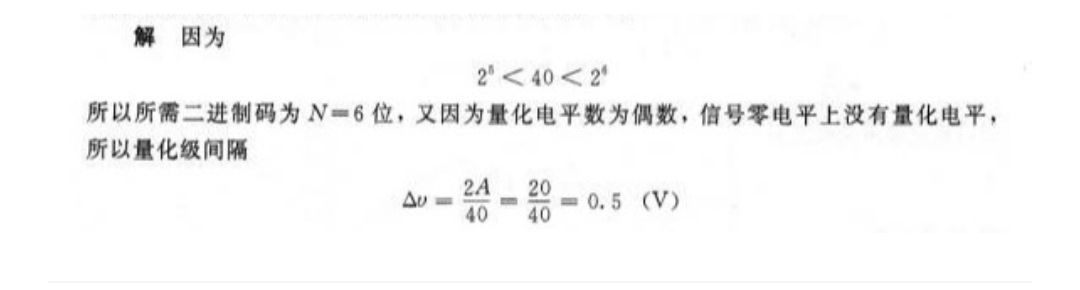 解 因为
2⁵ < 40 < 2⁶
所以所需二进制码为 N=6 位，又因为量化电平数为偶数，信号零电平上没有量化电平，
所以量化级间隔
Δυ = 2A/40 = 20/40 = 0.5 (V)